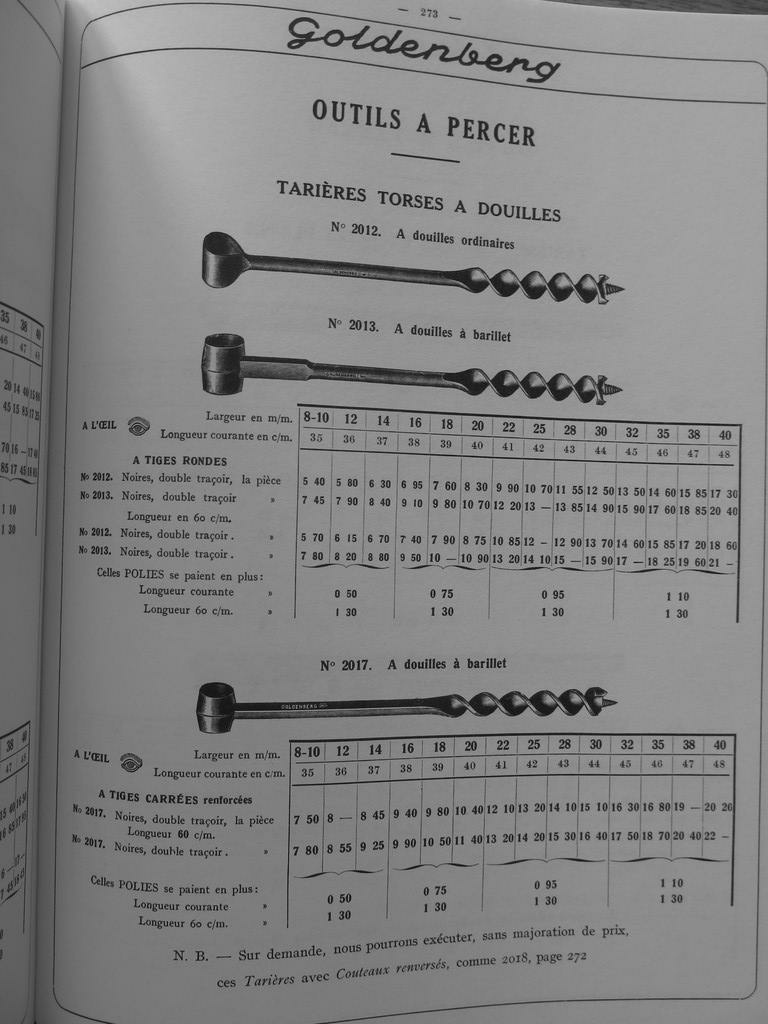 — 273 —
Goldenberg
OUTILS A PERCER
TARIÈRES TORSES A DOUILLES
Nº 2012. A douilles ordinaires
Nº 2013. A douilles à barillet
A L'ŒIL
Largeur en m/m. 8-10 12 14 16 18 20 22 25 28 30 32 35 38 40
Longueur courante en c/m. 35 36 37 38 39 40 41 42 43 44 45 46 47 48
A TIGES RONDES
Nº 2012. Noires, double traçoir, la pièce 5 40 5 80 6 30 6 95 7 60 8 30 9 90 10 70 11 55 12 50 13 50 14 60 15 85 17 30
Nº 2013. Noires, double traçoir » 7 45 7 90 8 40 9 10 9 80 10 70 12 20 13 — 13 85 14 90 15 90 17 60 18 85 20 40
Longueur en 60 c/m.
Nº 2012. Noires, double traçoir. » 5 70 6 15 6 70 7 40 7 90 8 75 10 85 12 — 12 90 13 70 14 60 15 85 17 20 18 60
Nº 2013. Noires, double traçoir. » 7 80 8 20 8 80 9 50 10 — 10 90 13 20 14 10 15 — 15 90 17 — 18 25 19 60 21 —
Celles POLIES se paient en plus :
Longueur courante » 0 50 0 75 0 95 1 10
Longueur 60 c/m. » 1 30 1 30 1 30 1 30
Nº 2017. A douilles à barillet
GOLDENBERG
A L'ŒIL
Largeur en m/m. 8-10 12 14 16 18 20 22 25 28 30 32 35 38 40
Longueur courante en c/m. 35 36 37 38 39 40 41 42 43 44 45 46 47 48
A TIGES CARRÉES renforcées
Nº 2017. Noires, double traçoir, la pièce 7 50 8 — 8 45 9 40 9 80 10 40 12 10 13 20 14 10 15 10 16 30 16 80 19 — 20 20
Longueur 60 c/m.
Nº 2017. Noires, double traçoir. » 7 80 8 55 9 25 9 90 10 50 11 40 13 20 14 20 15 30 16 40 17 50 18 70 20 40 22 —
Celles POLIES se paient en plus :
Longueur courante » 0 50 0 75 0 95 1 10
Longueur 60 c/m. » 1 30 1 30 1 30 1 30
N. B. — Sur demande, nous pourrons exécuter, sans majoration de prix,
ces Tarières avec Couteaux renversés, comme 2018, page 272